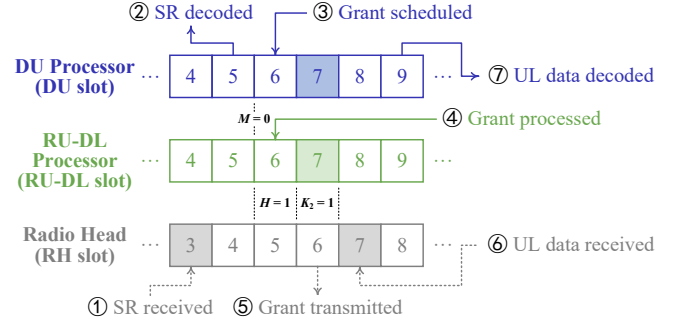 ② SR decoded ③ Grant scheduled
DU Processor
(DU slot)
... 4 5 6 7 8 9 ...
⑦ UL data decoded
M = 0
④ Grant processed
RU-DL
Processor
(RU-DL slot)
... 4 5 6 7 8 9 ...
H = 1 K₂ = 1
Radio Head
(RH slot)
... 3 4 5 6 7 8 ...
⑥ UL data received
① SR received ⑤ Grant transmitted